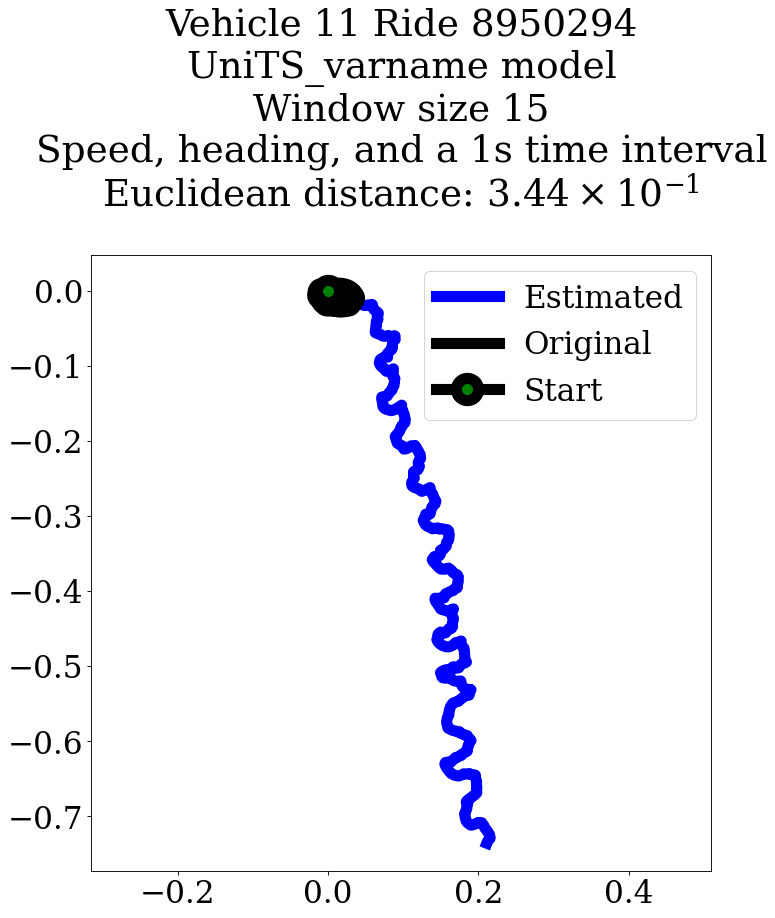 Vehicle 11 Ride 8950294
UniTS_varname model
Window size 15
Speed, heading, and a 1s time interval
Euclidean distance: 3.44 × 10⁻¹
Estimated
Original
Start
0.0
−0.1
−0.2
−0.3
−0.4
−0.5
−0.6
−0.7
−0.2 0.0 0.2 0.4